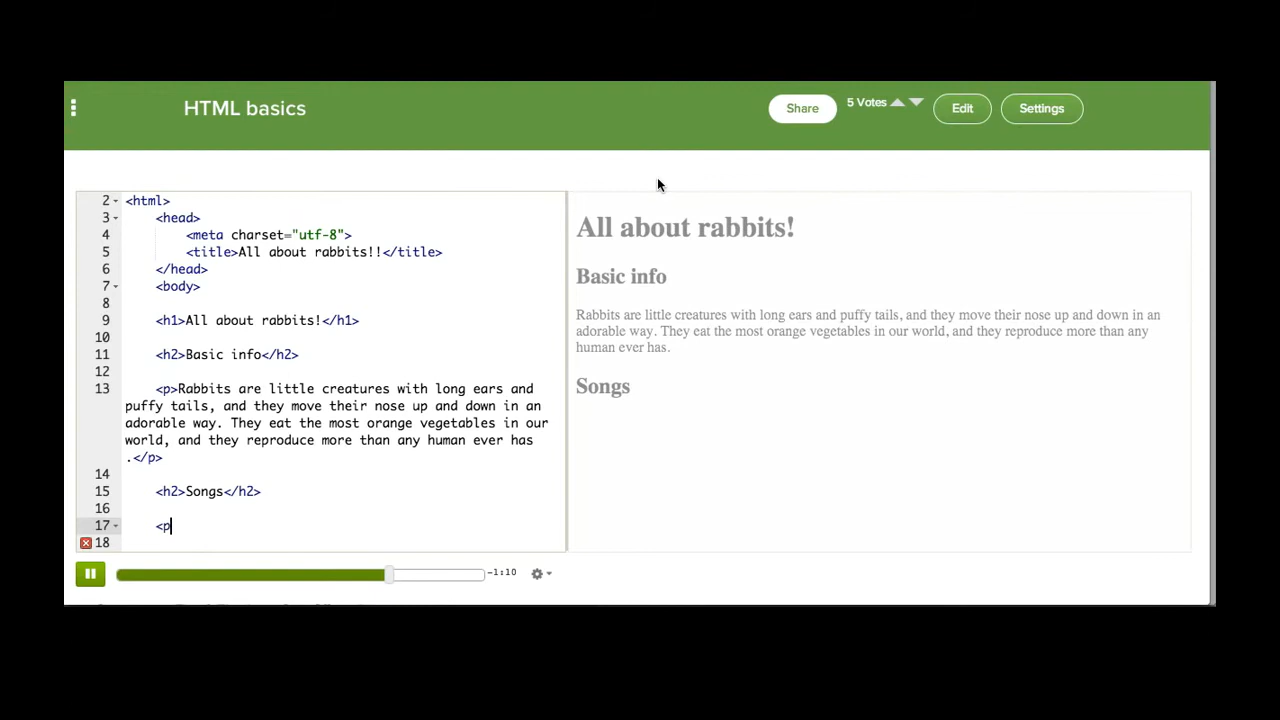 HTML basics
Share
5 Votes
Edit
Settings
2 <html>
3 <head>
4 <meta charset="utf-8">
5 <title>All about rabbits!!</title>
6 </head>
7 <body>
8
9 <h1>All about rabbits!</h1>
10
11 <h2>Basic info</h2>
12
13 <p>Rabbits are little creatures with long ears and
puffy tails, and they move their nose up and down in an
adorable way. They eat the most orange vegetables in our
world, and they reproduce more than any human ever has
.</p>
14
15 <h2>Songs</h2>
16
17 <p
18
All about rabbits!
Basic info
Rabbits are little creatures with long ears and puffy tails, and they move their nose up and down in an
adorable way. They eat the most orange vegetables in our world, and they reproduce more than any
human ever has.
Songs
-1:10